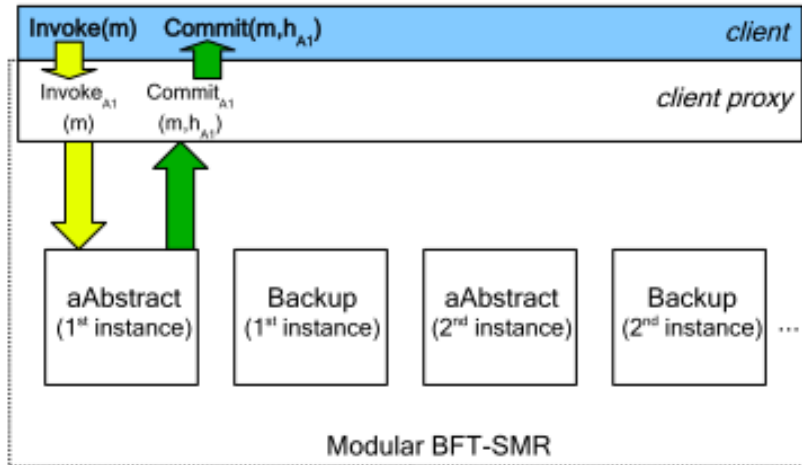 Invoke(m) Commit(m,hA1) client
InvokeA1 CommitA1 client proxy
(m) (m,hA1)
aAbstract Backup aAbstract Backup
(1st instance) (1st instance) (2nd instance) (2nd instance) ...
Modular BFT-SMR